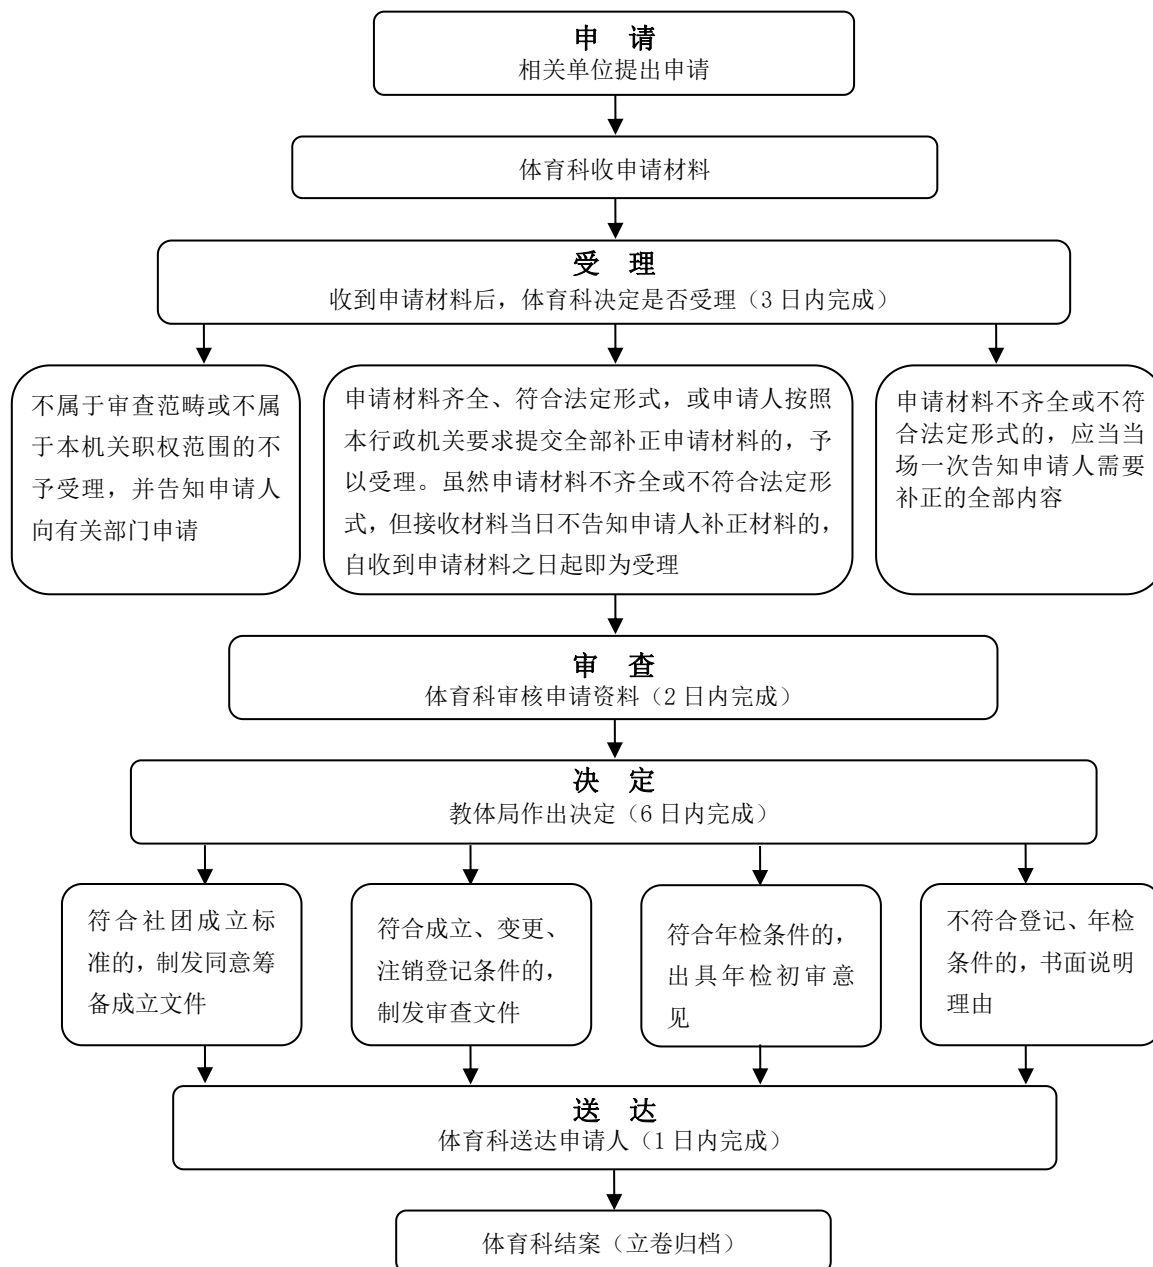 申 请
相关单位提出申请
体育科收申请材料
受 理
收到申请材料后，体育科决定是否受理（3 日内完成）
不属于审查范畴或不属
于本机关职权范围的不
予受理，并告知申请人
向有关部门申请
申请材料齐全、符合法定形式，或申请人按照
本行政机关要求提交全部补正申请材料的，予
以受理。虽然申请材料不齐全或不符合法定形
式，但接收材料当日不告知申请人补正材料的，
自收到申请材料之日起即为受理
申请材料不齐全或不符
合法定形式的，应当当
场一次告知申请人需要
补正的全部内容
审 查
体育科审核申请资料（2 日内完成）
决 定
教体局作出决定（6 日内完成）
符合社团成立标
准的，制发同意筹
备成立文件
符合成立、变更、
注销登记条件的，
制发审查文件
符合年检条件的，
出具年检初审意
见
不符合登记、年检
条件的，书面说明
理由
送 达
体育科送达申请人（1 日内完成）
体育科结案（立卷归档）